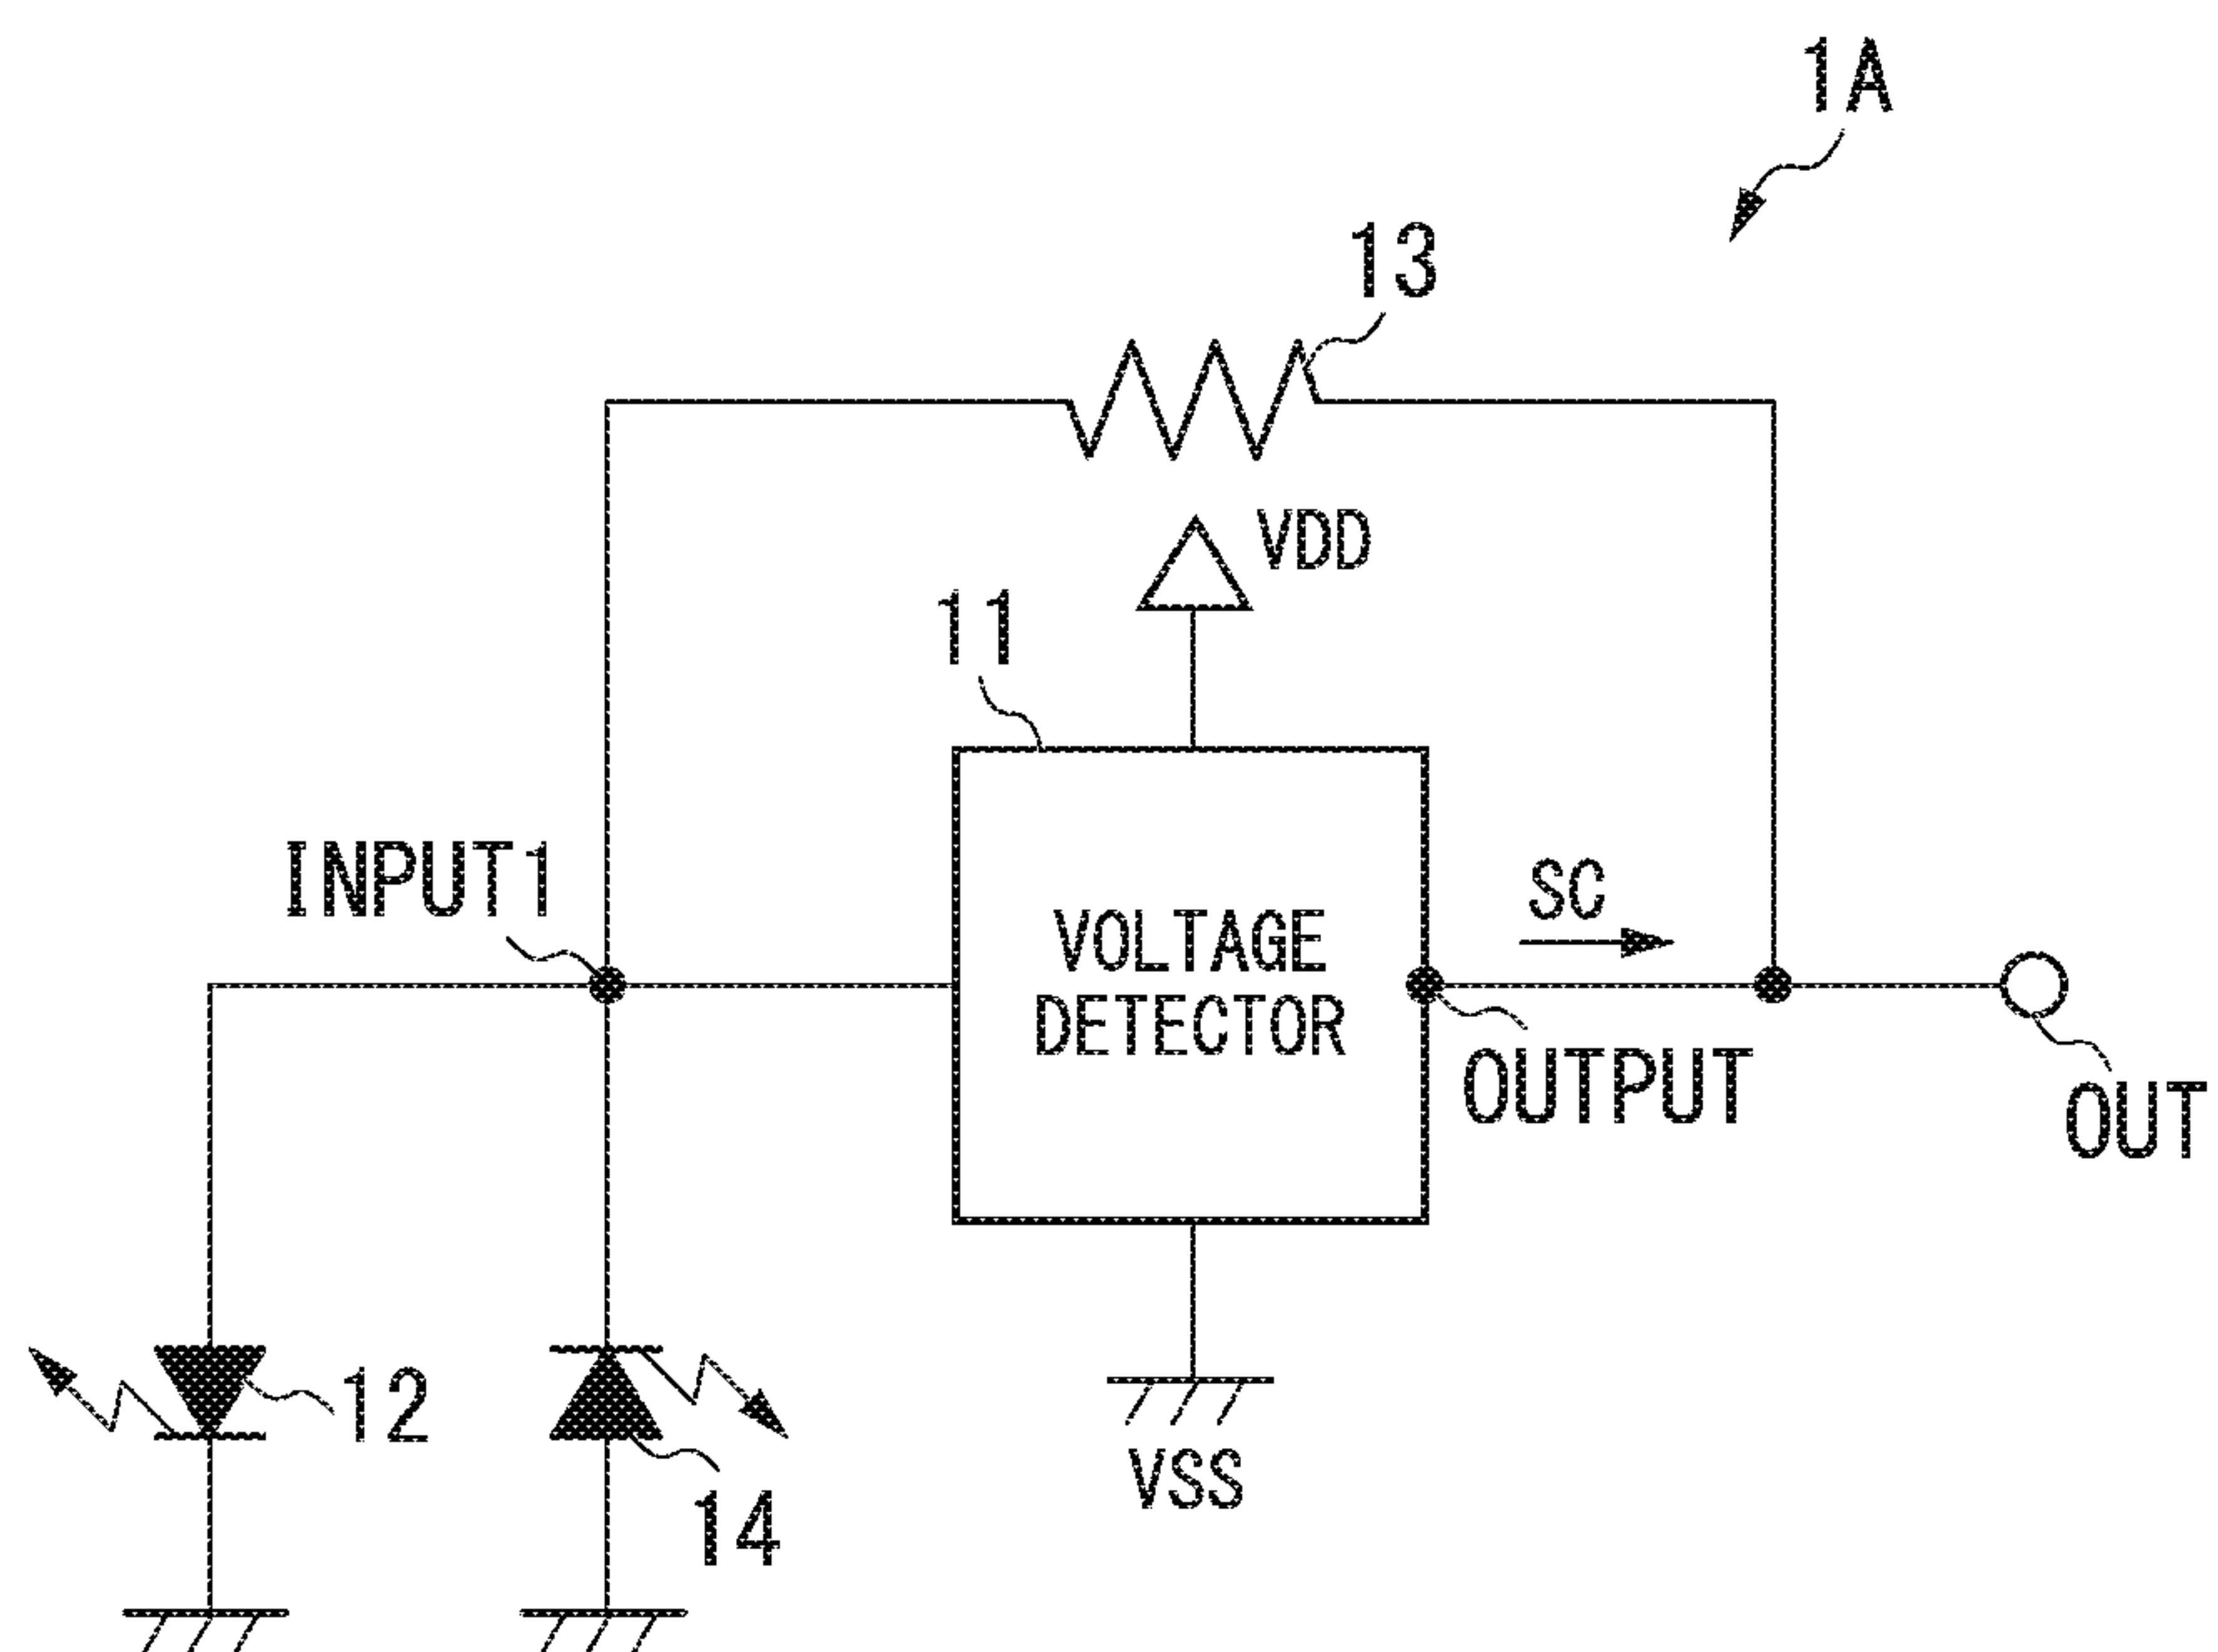 1A
13
VDD
11
INPUT1
VOLTAGE
DETECTOR
SC
OUTPUT
OUT
12
14
VSS